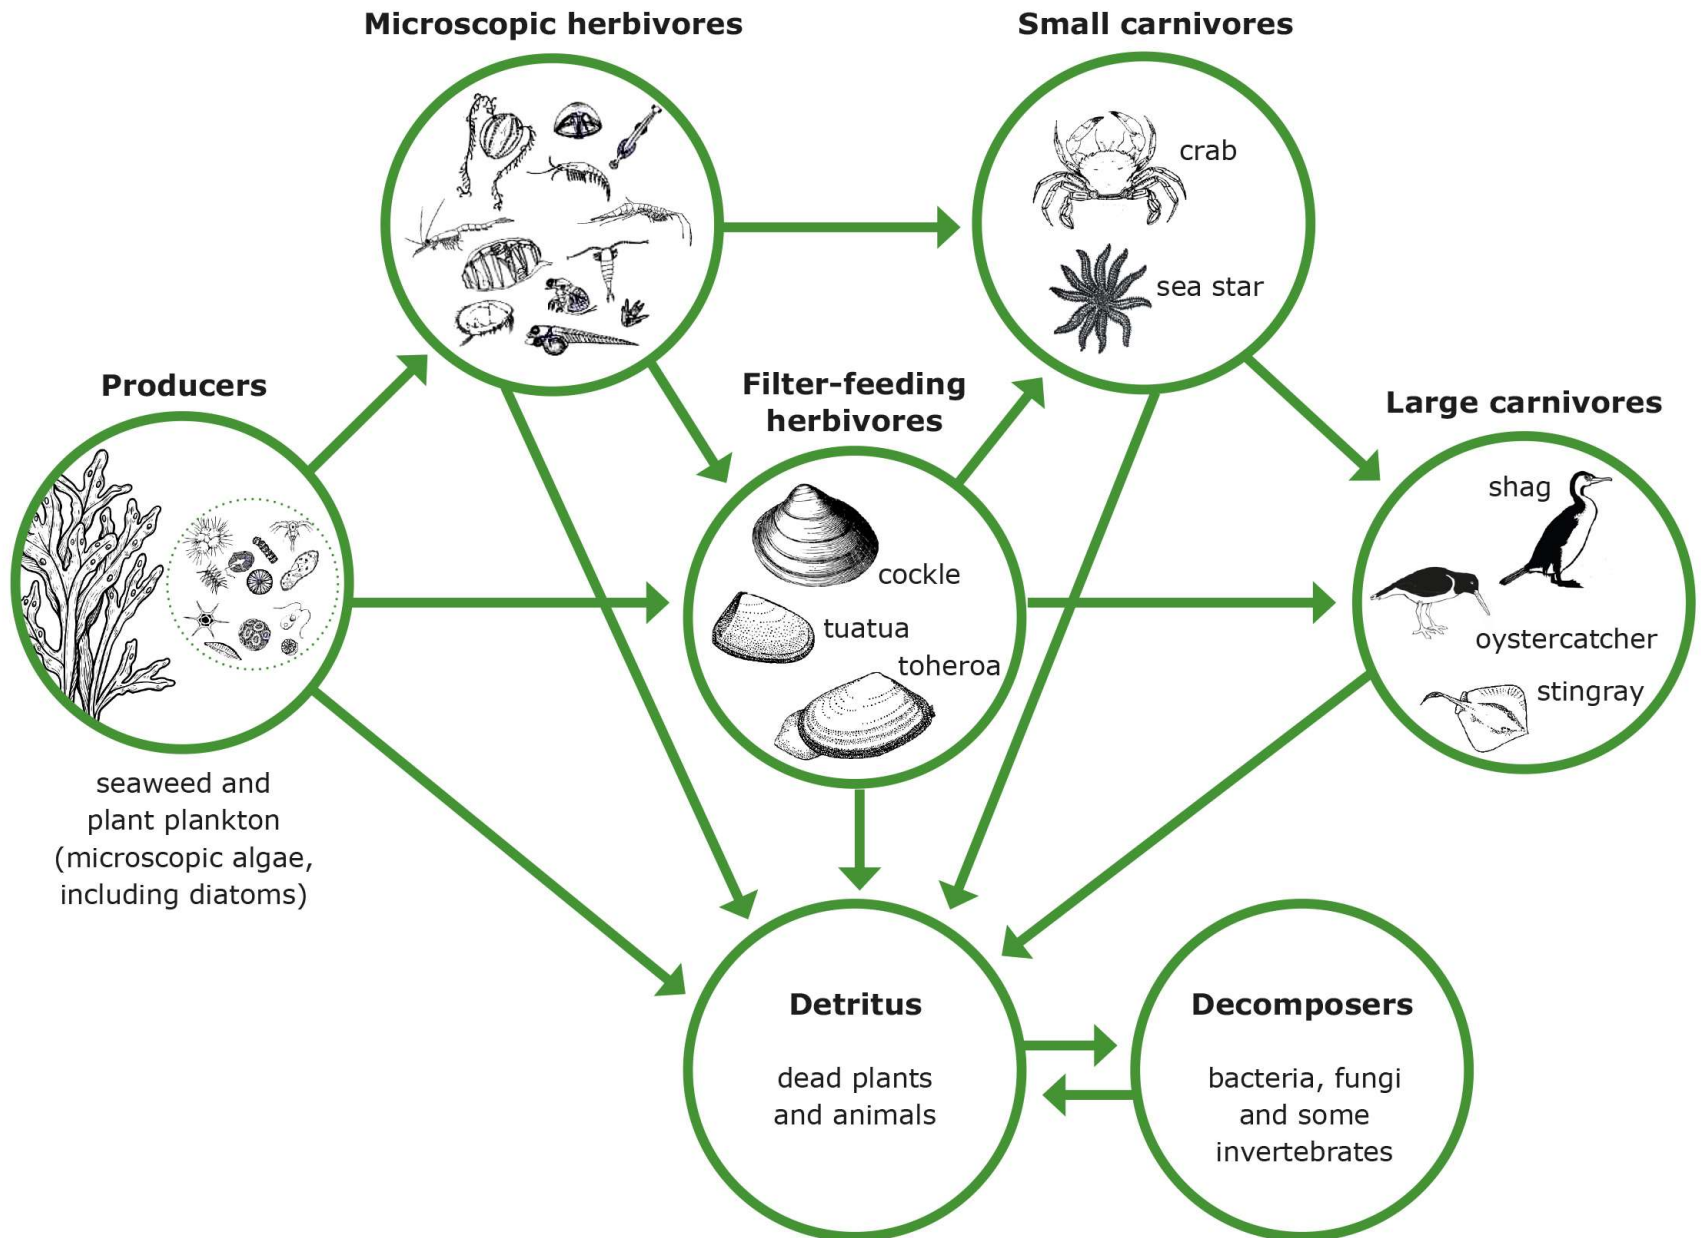 Microscopic herbivores
Small carnivores
crab
sea star
Producers
Filter-feeding
herbivores
Large carnivores
shag
cockle
tuatua
toheroa
oystercatcher
stingray
seaweed and
plant plankton
(microscopic algae,
including diatoms)
Detritus
dead plants
and animals
Decomposers
bacteria, fungi
and some
invertebrates